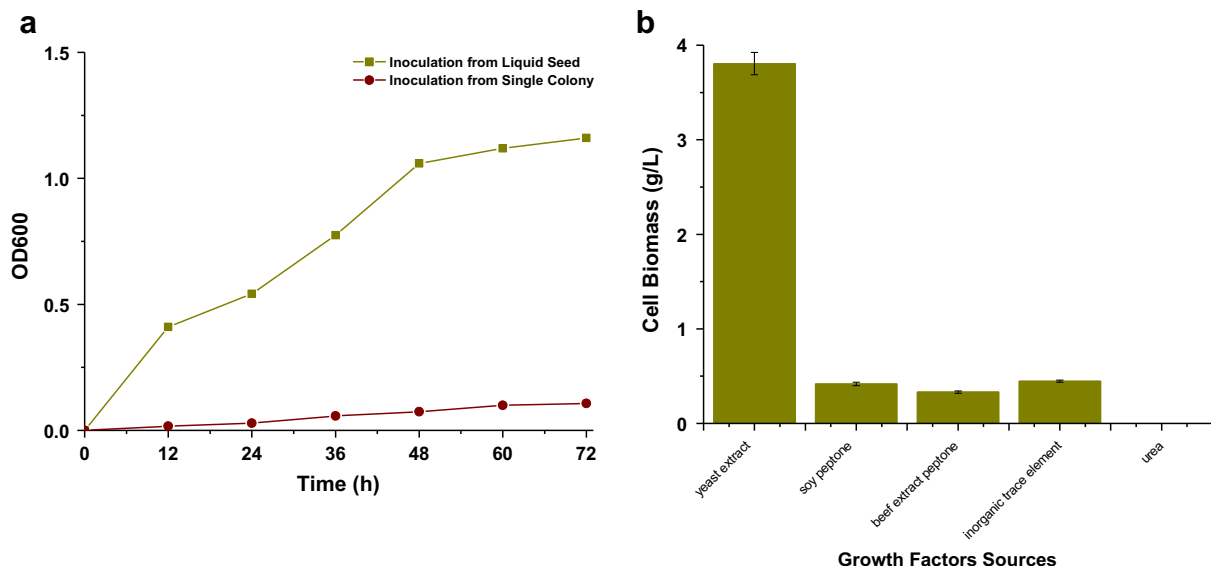 a
1.5
1.0
0.5
0.0
OD600
0
12
24
36
48
60
72
Time (h)
Inoculation from Liquid Seed
Inoculation from Single Colony
b
4
3
2
1
0
Cell Biomass (g/L)
yeast extract
soy peptone
beef extract peptone
inorganic trace element
urea
Growth Factors Sources